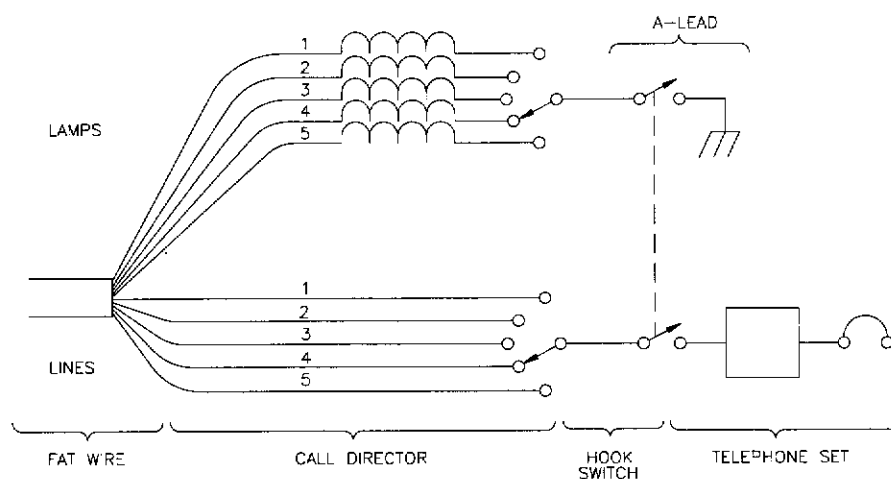 A-LEAD
1
2
3
4
5
LAMPS
1
2
3
4
5
LINES
FAT WIRE
CALL DIRECTOR
HOOK
SWITCH
TELEPHONE SET